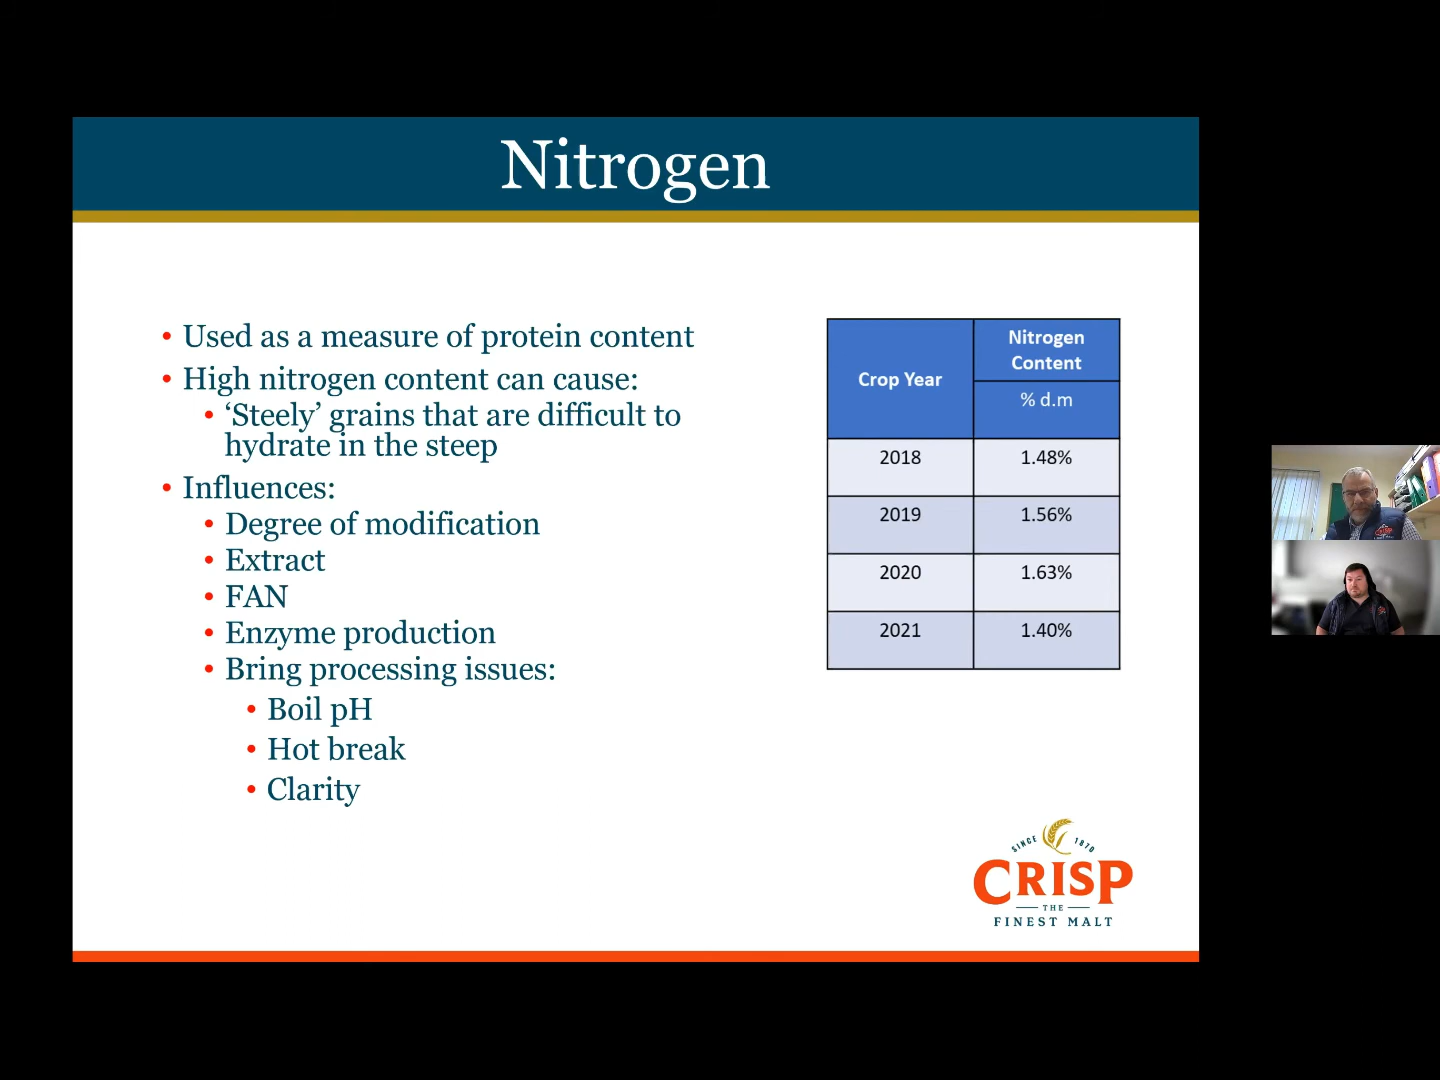 Nitrogen
• Used as a measure of protein content
• High nitrogen content can cause:
• ‘Steely’ grains that are difficult to
hydrate in the steep
• Influences:
• Degree of modification
• Extract
• FAN
• Enzyme production
• Bring processing issues:
• Boil pH
• Hot break
• Clarity
Crop Year
Nitrogen
Content
% d.m
2018 1.48%
2019 1.56%
2020 1.63%
2021 1.40%
SINCE 1870
CRISP
THE
FINEST MALT
CRISP